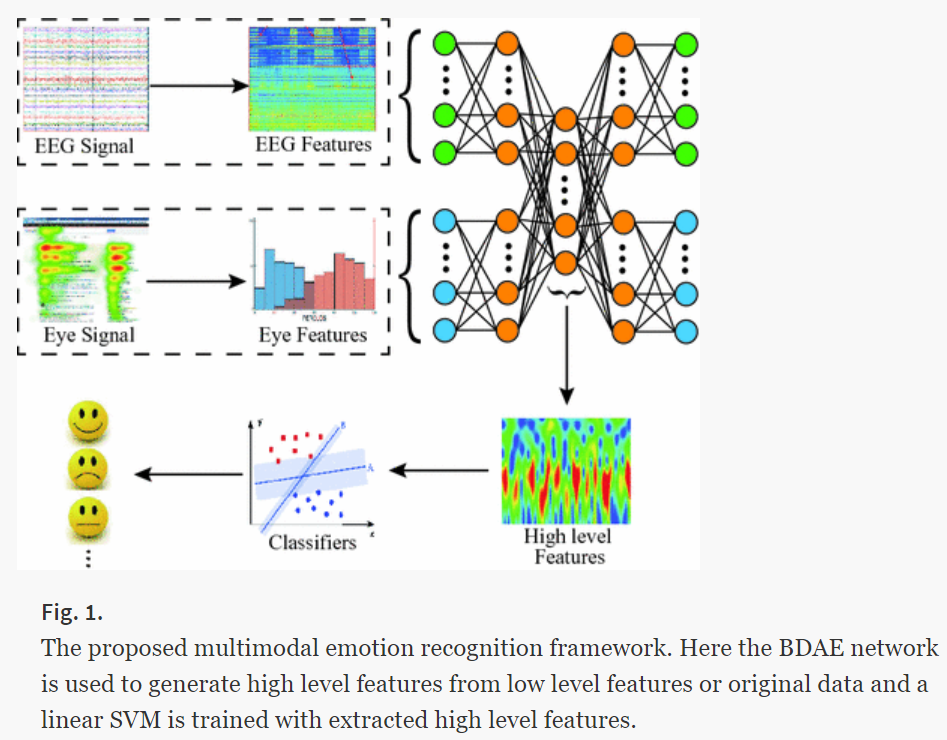 EEG Signal
EEG Features
Eye Signal
Eye Features
y
B
A
x
Classifiers
High level
Features
Fig. 1.
The proposed multimodal emotion recognition framework. Here the BDAE network
is used to generate high level features from low level features or original data and a
linear SVM is trained with extracted high level features.